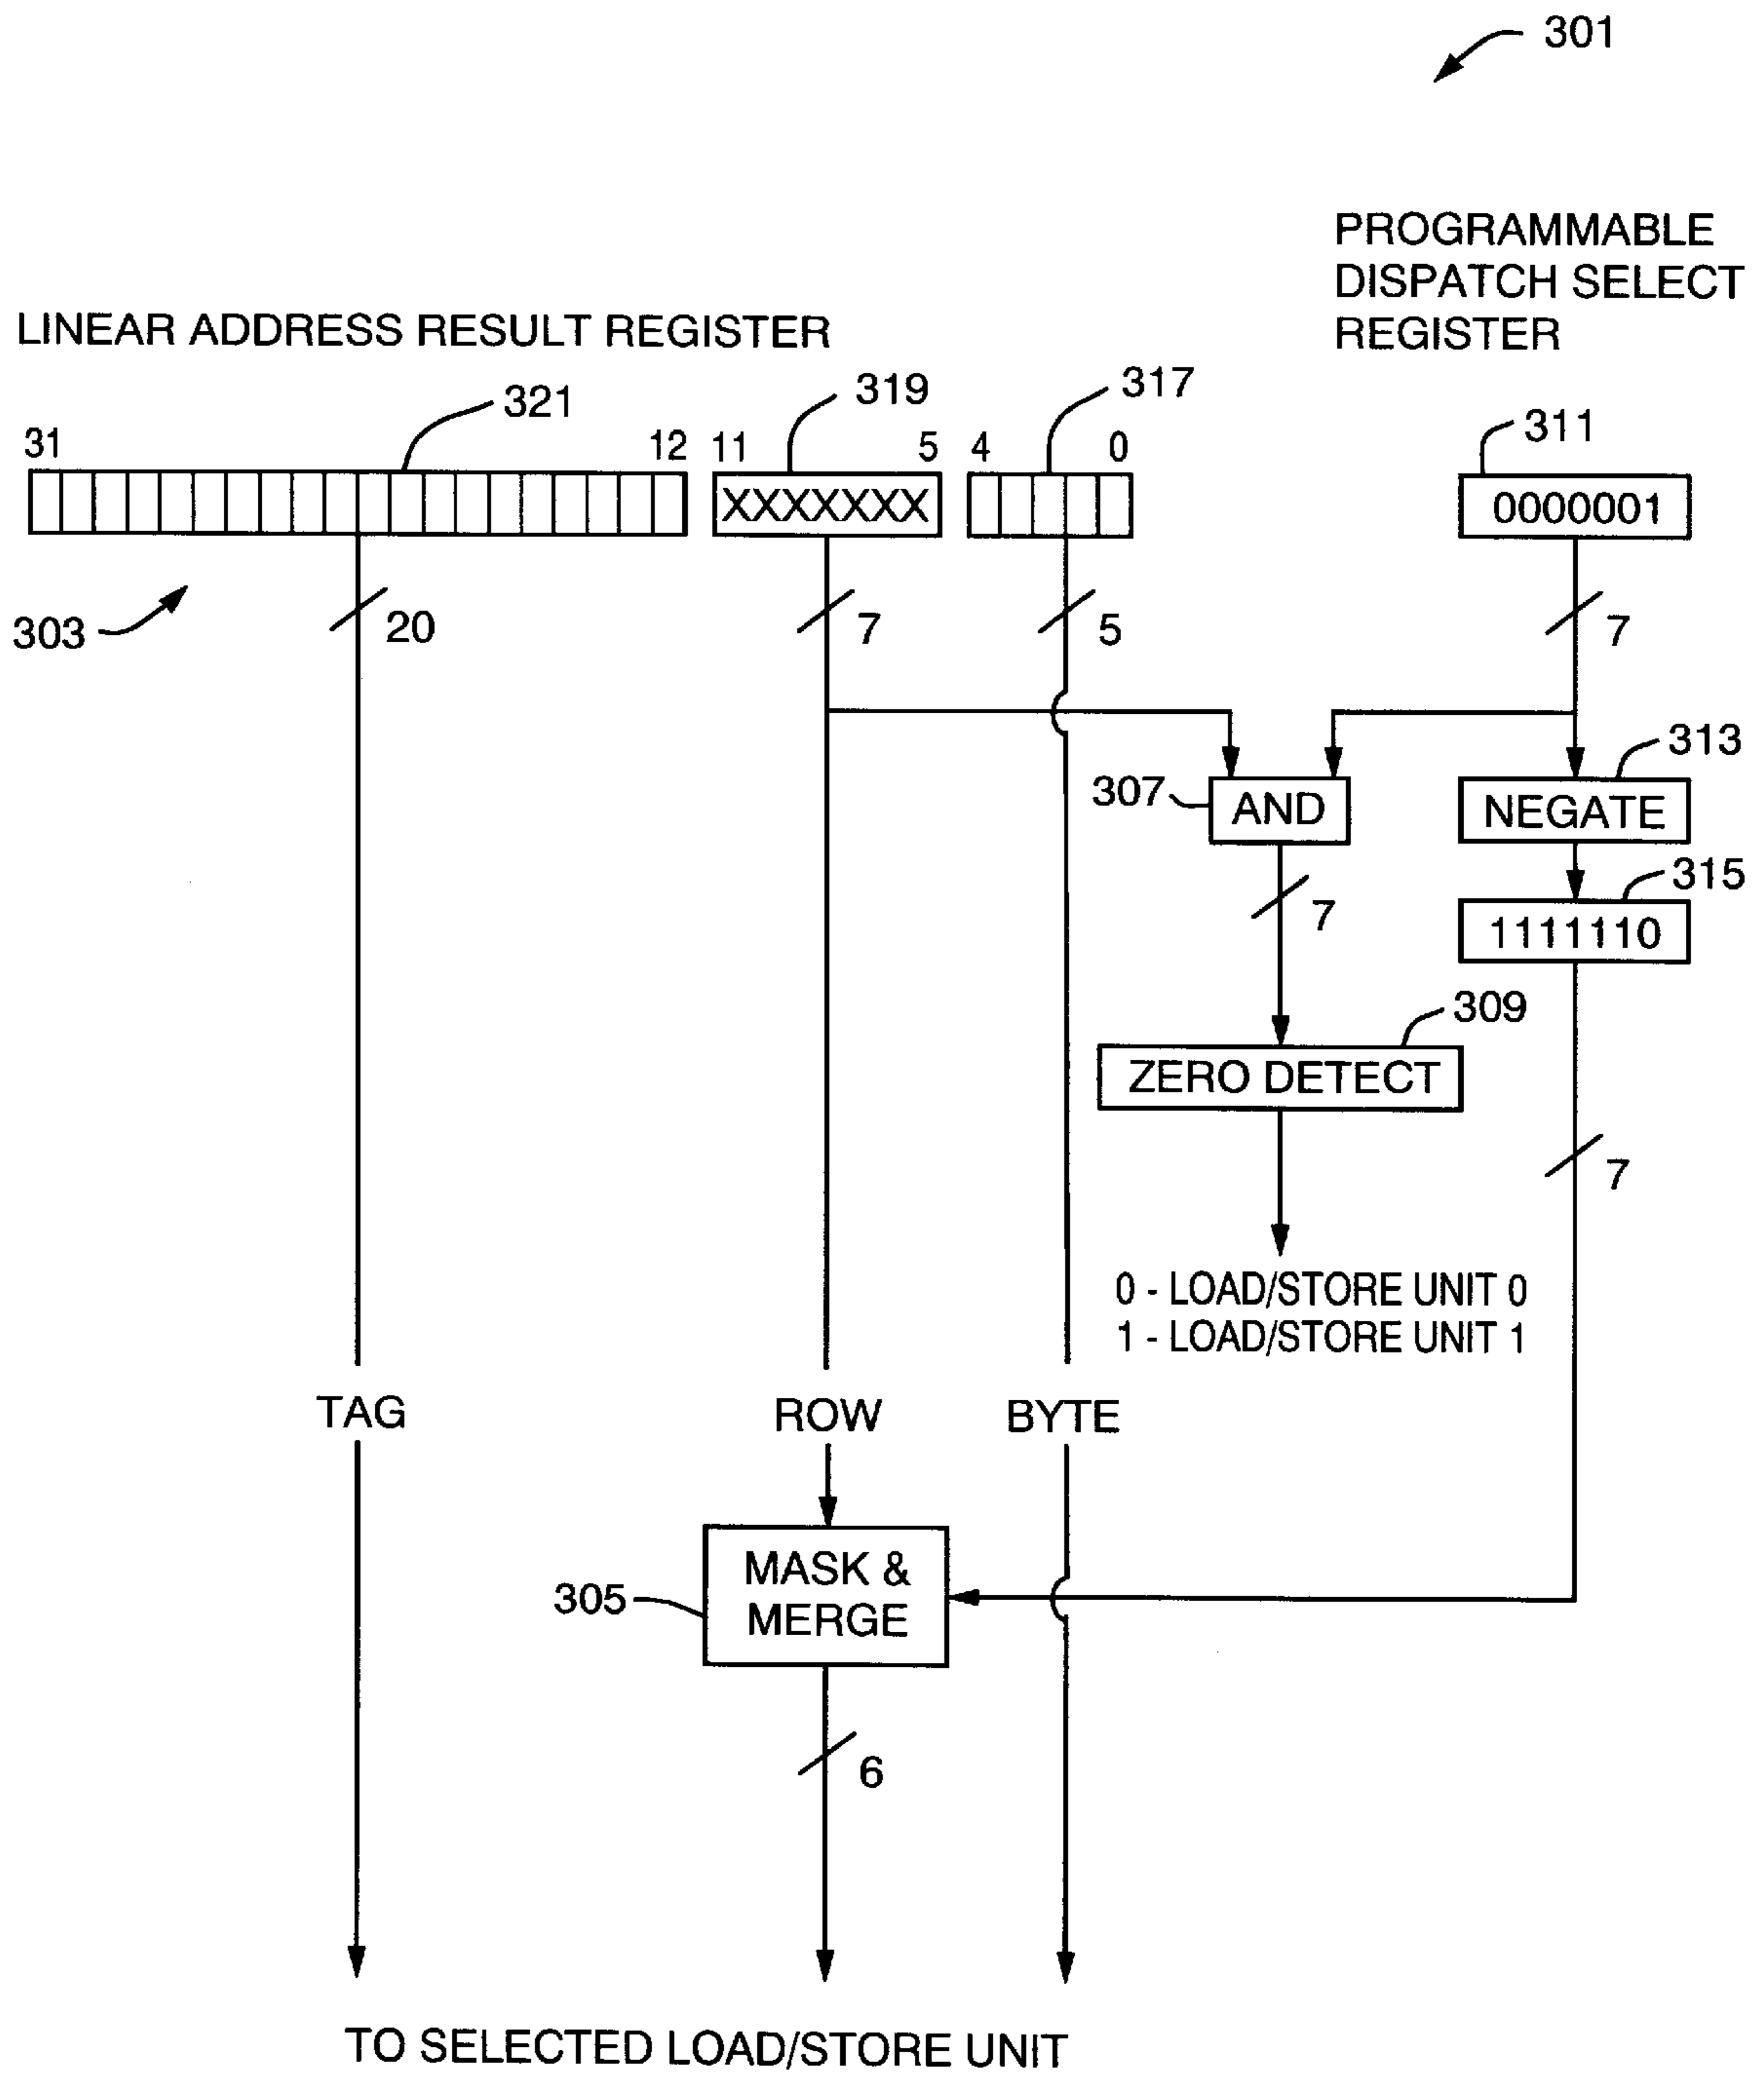 301
PROGRAMMABLE
DISPATCH SELECT
REGISTER
LINEAR ADDRESS RESULT REGISTER
321
319
317
311
31
12
11
5
4
0
XXXXXXX
0000001
303
20
7
5
7
313
307
AND
NEGATE
315
7
1111110
309
ZERO DETECT
7
0 - LOAD/STORE UNIT 0
1 - LOAD/STORE UNIT 1
TAG
ROW
BYTE
MASK &
MERGE
305
6
TO SELECTED LOAD/STORE UNIT